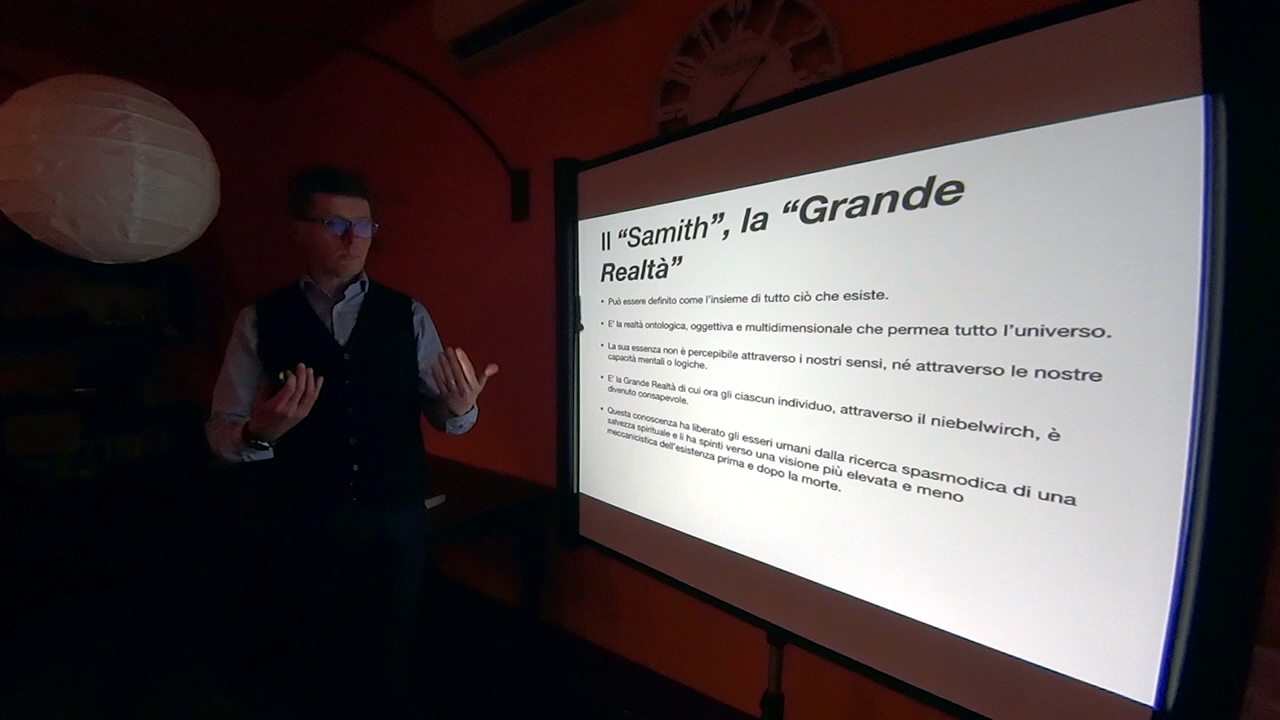 Il “Samith”, la “Grande
Realtà”
• Può essere definito come l’insieme di tutto ciò che esiste.
• E’ la realtà ontologica, oggettiva e multidimensionale che permea tutto l’universo.
• La sua essenza non è percepibile attraverso i nostri sensi, né attraverso le nostre
capacità mentali o logiche.
• E’ la Grande Realtà di cui ora gli ciascun individuo, attraverso il niebelwirch, è
divenuto consapevole.
• Questa conoscenza ha liberato gli esseri umani dalla ricerca spasmodica di una
salvezza spirituale e li ha spinti verso una visione più elevata e meno
meccanicistica dell’esistenza prima e dopo la morte.